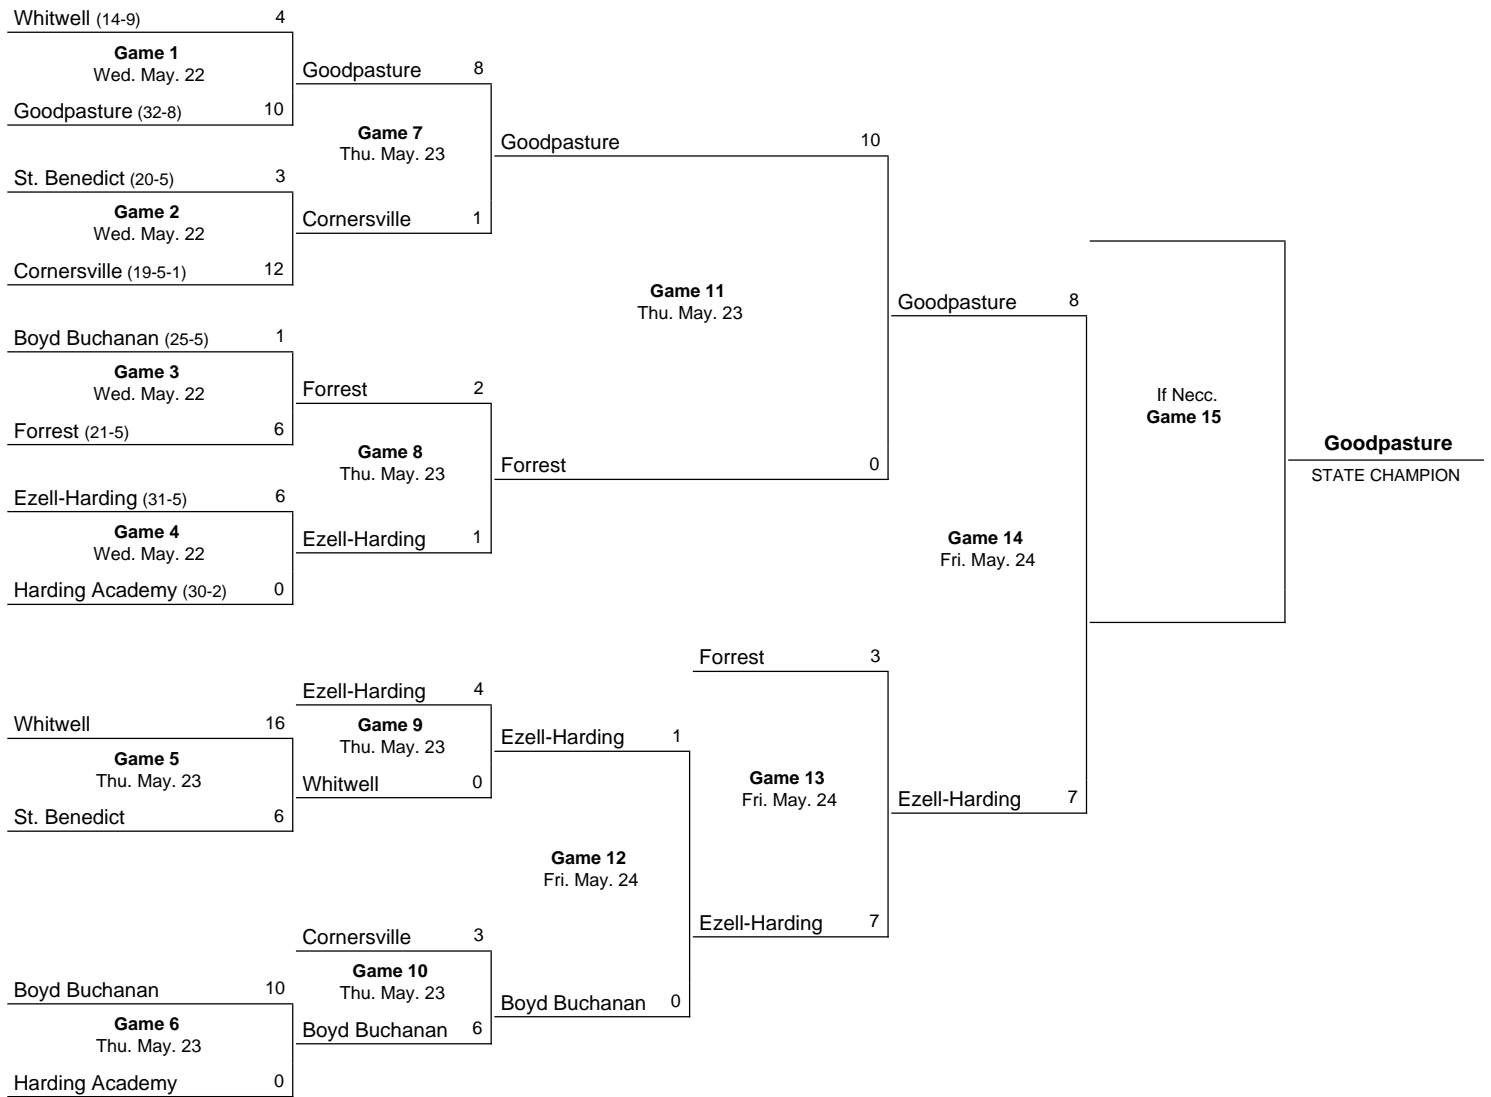 Whitwell (14-9) 4
Game 1
Wed. May. 22
Goodpasture (32-8) 10
St. Benedict (20-5) 3
Game 2
Wed. May. 22
Cornersville (19-5-1) 12
Boyd Buchanan (25-5) 1
Game 3
Wed. May. 22
Forrest (21-5) 6
Ezell-Harding (31-5) 6
Game 4
Wed. May. 22
Harding Academy (30-2) 0
Whitwell 16
Game 5
Thu. May. 23
St. Benedict 6
Boyd Buchanan 10
Game 6
Thu. May. 23
Harding Academy 0
Goodpasture 8
Game 7
Thu. May. 23
Cornersville 1
Forrest 2
Game 8
Thu. May. 23
Ezell-Harding 1
Ezell-Harding 4
Game 9
Thu. May. 23
Whitwell 0
Cornersville 3
Game 10
Thu. May. 23
Boyd Buchanan 6
Goodpasture 10
Game 11
Thu. May. 23
Forrest 0
Ezell-Harding 1
Game 12
Fri. May. 24
Boyd Buchanan 0
Forrest 3
Game 13
Fri. May. 24
Ezell-Harding 7
Goodpasture 8
Game 14
Fri. May. 24
Ezell-Harding 7
If Necc.
Game 15
Goodpasture
STATE CHAMPION